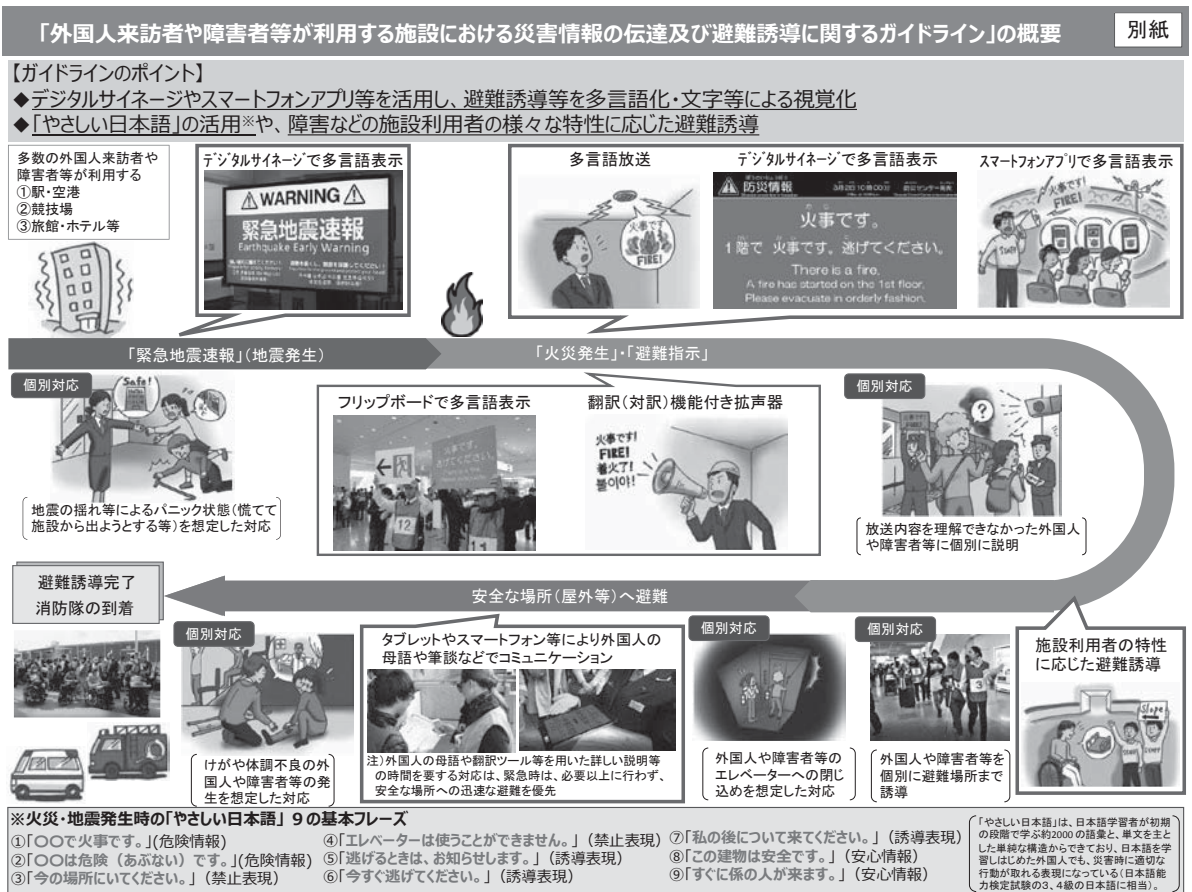 「外国人来訪者や障害者等が利用する施設における災害情報の伝達及び避難誘導に関するガイドライン」の概要
別紙
【ガイドラインのポイント】
◆デジタルサイネージやスマートフォンアプリ等を活用し、避難誘導等を多言語化・文字等による視覚化
◆「やさしい日本語」の活用※や、障害などの施設利用者の様々な特性に応じた避難誘導
多数の外国人来訪者や
障害者等が利用する
①駅・空港
②競技場
③旅館・ホテル等
デジタルサイネージで多言語表示
WARNING
緊急地震速報
Earthquake Early Warning
多言語放送
火事です
FIRE!
デジタルサイネージで多言語表示
防災情報
火事です。
1階で 火事です。逃げてください。
There is a fire.
A fire has started on the 1st floor.
Please evacuate in orderly fashion.
スマートフォンアプリで多言語表示
火事です!
FIRE!
STAFF
「緊急地震速報」(地震発生)
「火災発生」・「避難指示」
個別対応
Safe!
地震の揺れ等によるパニック状態(慌てて
施設から出ようとする等)を想定した対応
フリップボードで多言語表示
火事です。
逃げてください。
12
11
翻訳(対訳)機能付き拡声器
火事です!
FIRE!
着火了!
불이야!
個別対応
?
放送内容を理解できなかった外国人
や障害者等に個別に説明
避難誘導完了
消防隊の到着
安全な場所(屋外等)へ避難
個別対応
けがや体調不良の外
国人や障害者等の発
生を想定した対応
タブレットやスマートフォン等により外国人の
母語や筆談などでコミュニケーション
注)外国人の母語や翻訳ツール等を用いた詳しい説明等
の時間を要する対応は、緊急時は、必要以上に行わず、
安全な場所への迅速な避難を優先
個別対応
外国人や障害者等の
エレベーターへの閉じ
込めを想定した対応
個別対応
3
外国人や障害者等を
個別に避難場所まで
誘導
施設利用者の特性
に応じた避難誘導
Slope
STAFF
STAFF
※火災・地震発生時の「やさしい日本語」 9の基本フレーズ
①「〇〇で火事です。」(危険情報)
②「〇〇は危険(あぶない)です。」(危険情報)
③「今の場所にいてください。」(禁止表現)
④「エレベーターは使うことができません。」(禁止表現)
⑤「逃げるときは、お知らせします。」(誘導表現)
⑥「今すぐ逃げてください。」(誘導表現)
⑦「私の後について来てください。」(誘導表現)
⑧「この建物は安全です。」(安心情報)
⑨「すぐに係の人が来ます。」(安心情報)
「やさしい日本語」は、日本語学習者が初期
の段階で学ぶ約2000の語彙と、単文を主と
した単純な構造からできており、日本語を学
習しはじめた外国人でも、災害時に適切な
行動が取れる表現になっている(日本語能
力検定試験の3、4級の日本語に相当)。